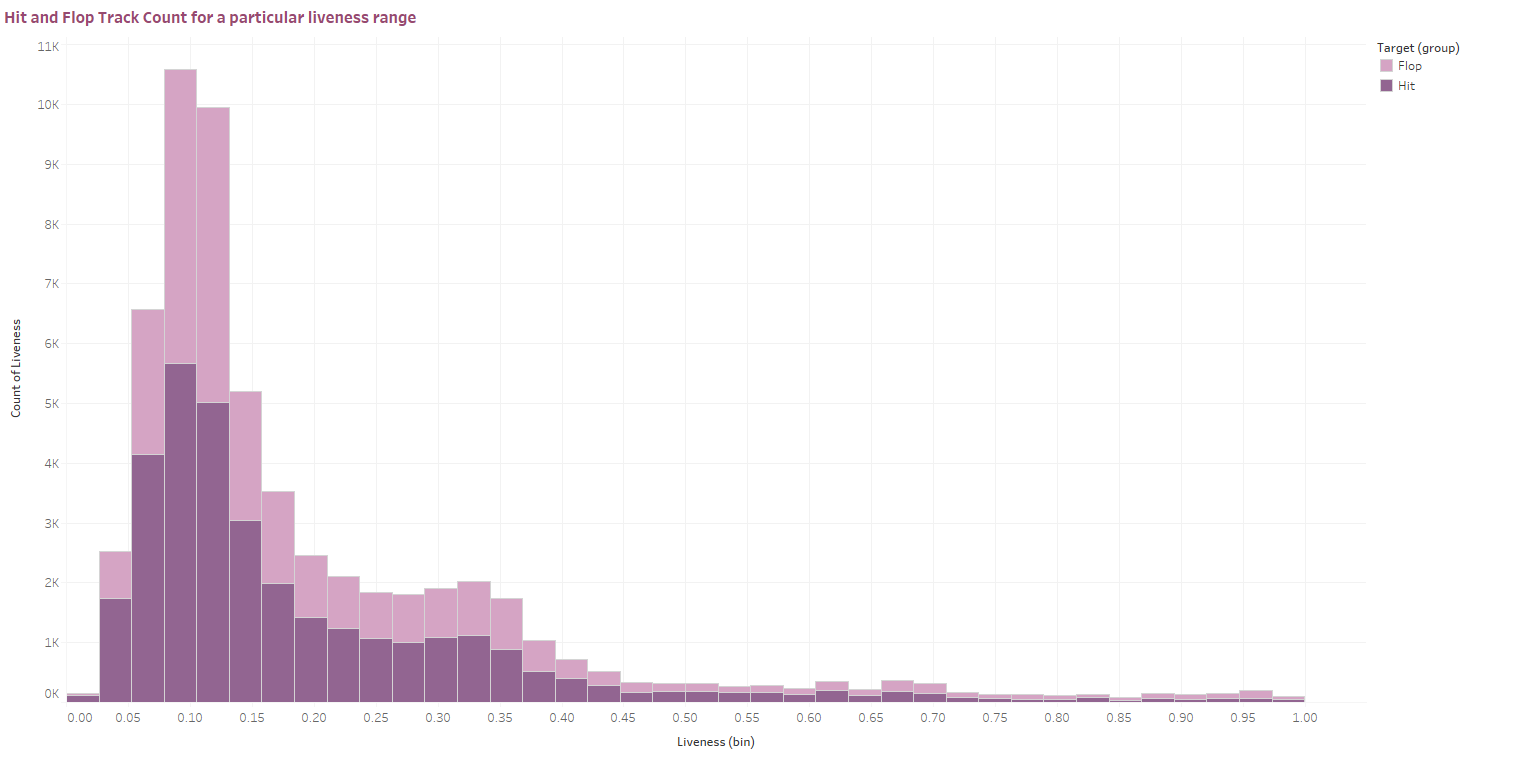 Hit and Flop Track Count for a particular liveness range
Target (group)
Flop
Hit
11K
10K
9K
8K
7K
6K
5K
4K
3K
2K
1K
0K
Count of Liveness
0.00 0.05 0.10 0.15 0.20 0.25 0.30 0.35 0.40 0.45 0.50 0.55 0.60 0.65 0.70 0.75 0.80 0.85 0.90 0.95 1.00
Liveness (bin)